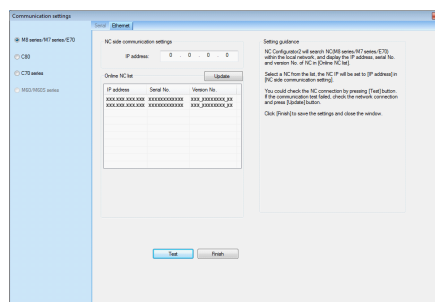 Communication settings
Serial Ethernet
M8 series/M7 series/E70
C80
C70 series
M60/M60S series
NC side communication settings
IP address: 0 . 0 . 0 . 0
Online NC list
Update
IP address Serial No. Version No.
XXX.XXX.XXX.XXX XXXXXXXXXXXX XXX_XXXXXXXX_XX
XXX.XXX.XXX.XXX XXXXXXXXXXXX XXX_XXXXXXXX_XX
Test
Finish
Setting guidance
NC Configurator2 will search NC(M8 series/M7 series/E70)
within the local network, and display the IP address, serial No.
and version No. of NC in [Online NC list].
Select a NC from the list, the NC IP will be set to [IP address] in
[NC side communication setting].
You could check the NC connection by pressing [Test] button.
If the communication test failed, check the network connection
and press [Update] button.
Click [Finish] to save the settings and close the window.